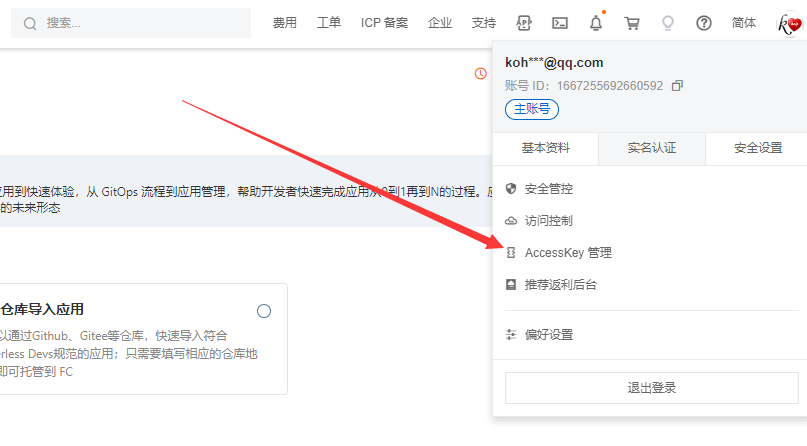 搜索...
费用
工单
ICP 备案
企业
支持
简体
koh***@qq.com
账号 ID: 1667255692660592
主账号
基本资料
实名认证
安全设置
安全管控
访问控制
AccessKey 管理
推荐返利后台
偏好设置
退出登录
应用到快速体验，从 GitOps 流程到应用管理，帮助开发者快速完成应用从0到1再到N的过程。
的未来形态
仓库导入应用
以通过Github、Gitee等仓库，快速导入符合
erless Devs规范的应用；只需要填写相应的仓库地
即可托管到 FC